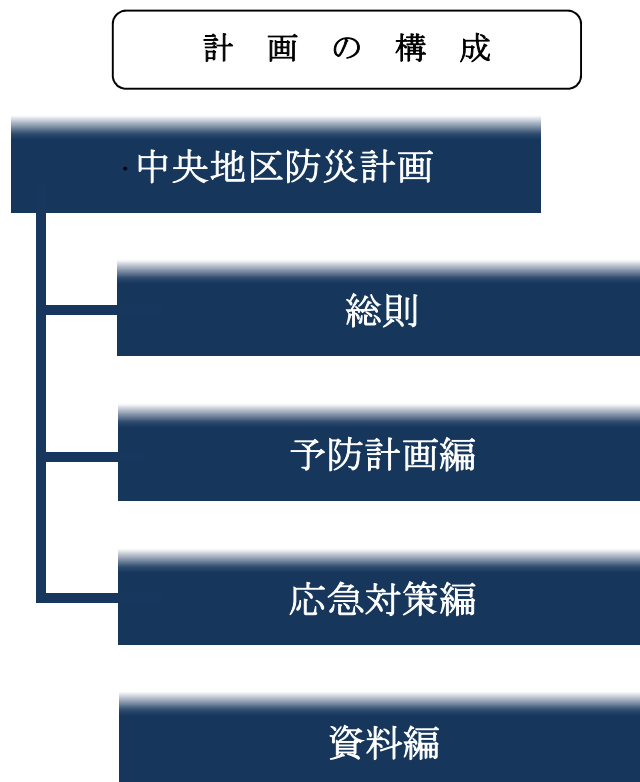 計画の構成
中央地区防災計画
総則
予防計画編
応急対策編
資料編